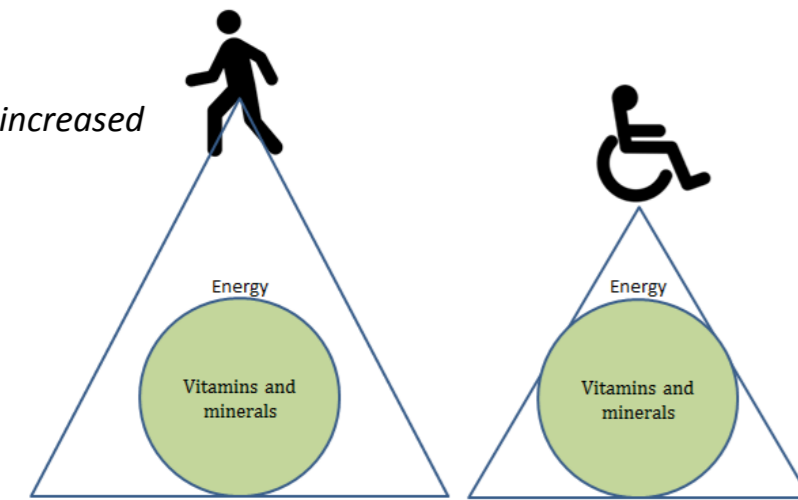 increased
Energy
Vitamins and
minerals
Energy
Vitamins and
minerals